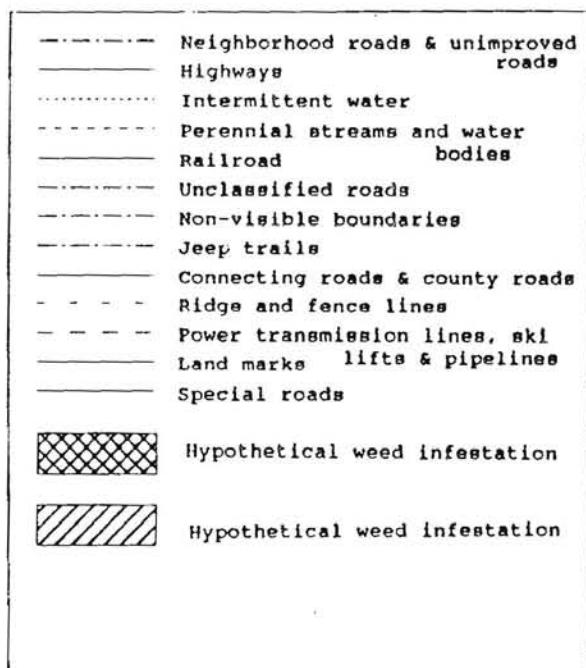 Neighborhood roads & unimproved
roads
Highways
Intermittent water
Perennial streams and water
bodies
Railroad
Unclassified roads
Non-visible boundaries
Jeep trails
Connecting roads & county roads
Ridge and fence lines
Power transmission lines, ski
lifts & pipelines
Land marks
Special roads
Hypothetical weed infestation
Hypothetical weed infestation